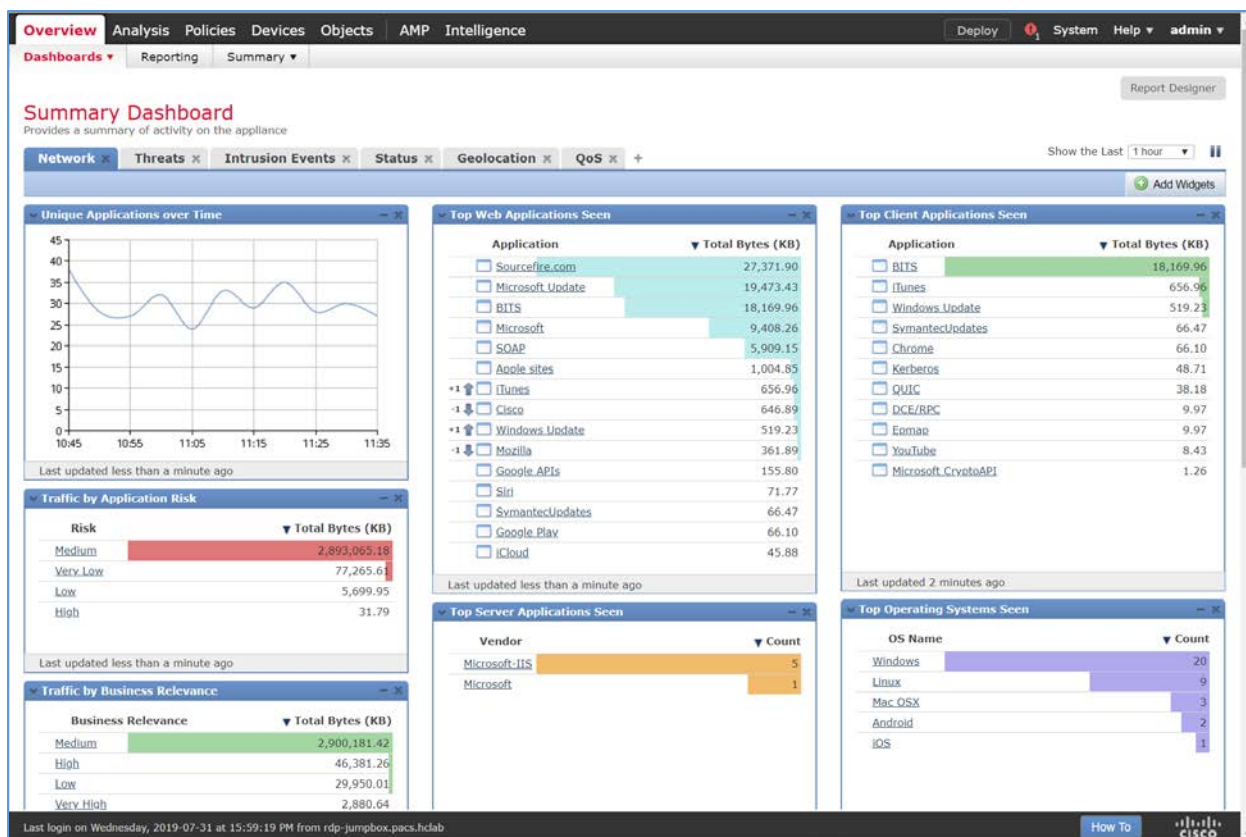 Overview Analysis Policies Devices Objects AMP Intelligence Deploy 1 System Help ▾ admin ▾
Dashboards ▾ Reporting Summary ▾
Report Designer
Summary Dashboard
Provides a summary of activity on the appliance
Network × Threats × Intrusion Events × Status × Geolocation × QoS × +
Show the Last 1 hour ▾
Add Widgets
Unique Applications over Time
45
40
35
30
25
20
15
10
5
0
10:45 10:55 11:05 11:15 11:25 11:35
Last updated less than a minute ago
Traffic by Application Risk
Risk ▾ Total Bytes (KB)
Medium 2,893,065.18
Very Low 77,265.61
Low 5,699.95
High 31.79
Last updated less than a minute ago
Traffic by Business Relevance
Business Relevance ▾ Total Bytes (KB)
Medium 2,900,181.42
High 46,381.26
Low 29,950.01
Very High 2,880.64
Top Web Applications Seen
Application ▾ Total Bytes (KB)
Sourcefire.com 27,371.90
Microsoft Update 19,473.43
BITS 18,169.96
Microsoft 9,408.26
SOAP 5,909.15
Apple sites 1,004.85
+1 iTunes 656.96
-1 Cisco 646.89
+1 Windows Update 519.23
-1 Mozilla 361.89
Google APIs 155.80
Siri 71.77
SymantecUpdates 66.47
Google Play 66.10
iCloud 45.88
Last updated less than a minute ago
Top Server Applications Seen
Vendor ▾ Count
Microsoft-IIS 5
Microsoft 1
Top Client Applications Seen
Application ▾ Total Bytes (KB)
BITS 18,169.96
iTunes 656.96
Windows Update 519.23
SymantecUpdates 66.47
Chrome 66.10
Kerberos 48.71
QUIC 38.18
DCE/RPC 9.97
Epmap 9.97
YouTube 8.43
Microsoft CryptoAPI 1.26
Last updated 2 minutes ago
Top Operating Systems Seen
OS Name ▾ Count
Windows 20
Linux 9
Mac OSX 3
Android 2
iOS 1
Last login on Wednesday, 2019-07-31 at 15:59:19 PM from rdp-jumpbox.pacs.hclab
How To
CISCO